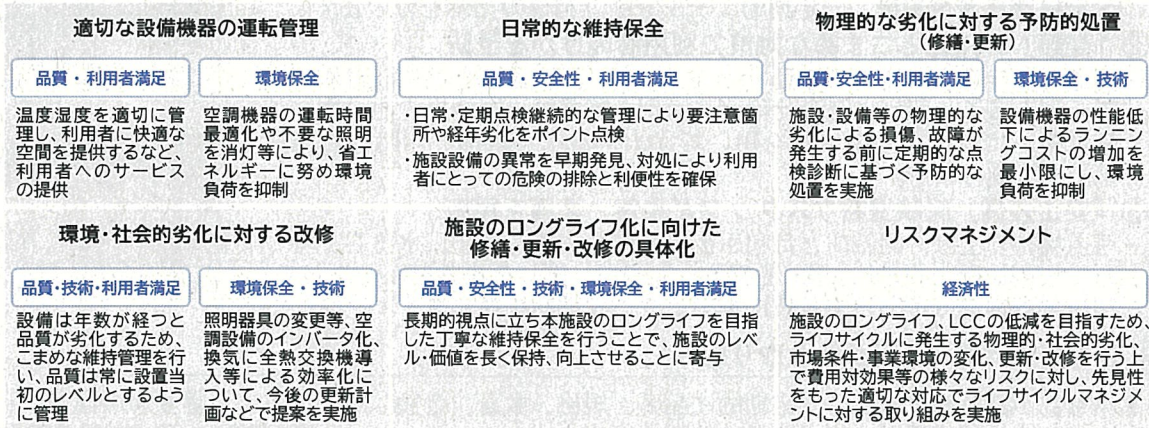 適切な設備機器の運転管理
品質・利用者満足
温度湿度を適切に管
理し、利用者に快適な
空間を提供するなど、
利用者へのサービス
の提供
環境保全
空調機器の運転時間
最適化や不要な照明
を消灯等により、省エ
ネルギーに努め環境
負荷を抑制
日常的な維持保全
品質・安全性・利用者満足
・日常・定期点検継続的な管理により要注意箇
所や経年劣化をポイント点検
・施設設備の異常を早期発見、対処により利用
者にとっての危険の排除と利便性を確保
物理的な劣化に対する予防的処置
（修繕・更新）
品質・安全性・利用者満足
施設・設備等の物理的な
劣化による損傷、故障が
発生する前に定期的な点
検診断に基づく予防的な
処置を実施
環境保全・技術
設備機器の性能低
下によるランニン
グコストの増加を
最小限にし、環境
負荷を抑制
環境・社会的劣化に対する改修
品質・技術・利用者満足
設備は年数が経つと
品質が劣化するため、
こまめな維持管理を行
い、品質は常に設置当
初のレベルとするよう
に管理
環境保全・技術
照明器具の変更等、空
調設備のインバータ化、
換気に全熱交換機導
入等による効率化に
ついて、今後の更新計
画などで提案を実施
施設のロングライフ化に向けた
修繕・更新・改修の具体化
品質・安全性・技術・環境保全・利用者満足
長期的視点に立ち本施設のロングライフを目指
した丁寧な維持保全を行うことで、施設のレベ
ル・価値を長く保持、向上させることに寄与
リスクマネジメント
経済性
施設のロングライフ、LCCの低減を目指すため、
ライフサイクルに発生する物理的・社会的劣化、
市場条件・事業環境の変化、更新・改修を行う上
で費用対効果等の様々なリスクに対し、先見性
をもった適切な対応でライフサイクルマネジメ
ントに対する取り組みを実施